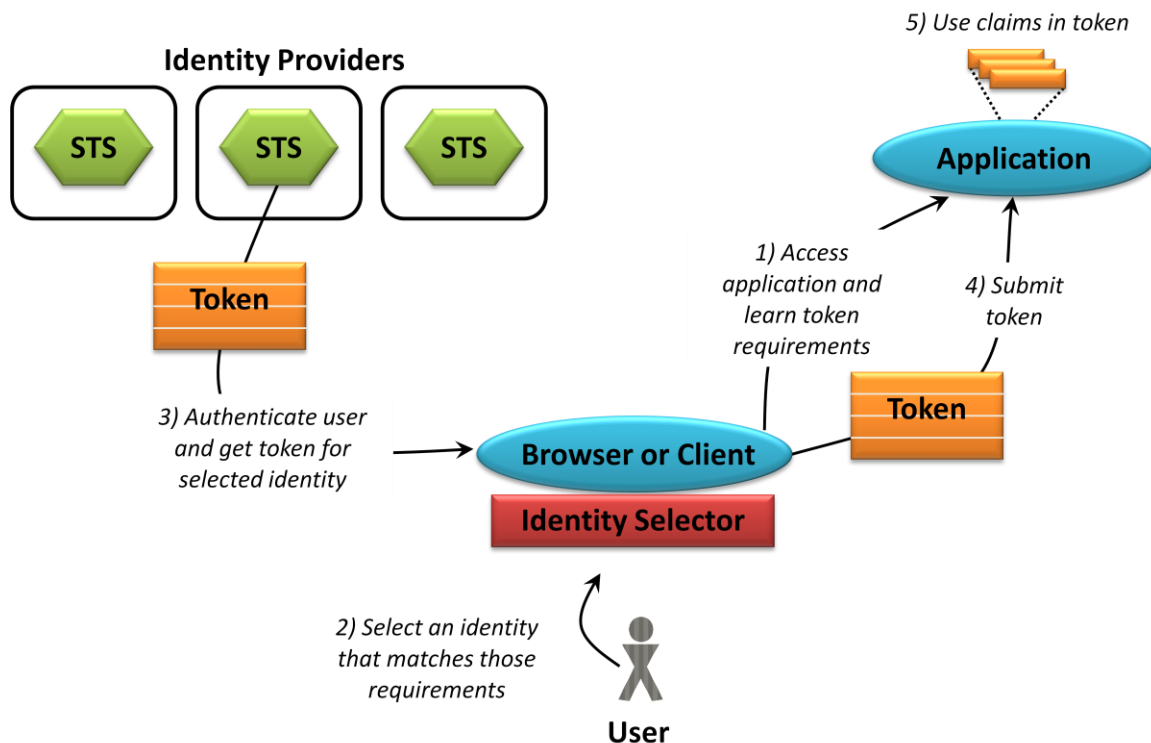 5) Use claims in token
Identity Providers
STS
STS
STS
Application
1) Access
application and
learn token
requirements
4) Submit
token
Token
3) Authenticate user
and get token for
selected identity
Token
Browser or Client
Identity Selector
2) Select an identity
that matches those
requirements
User